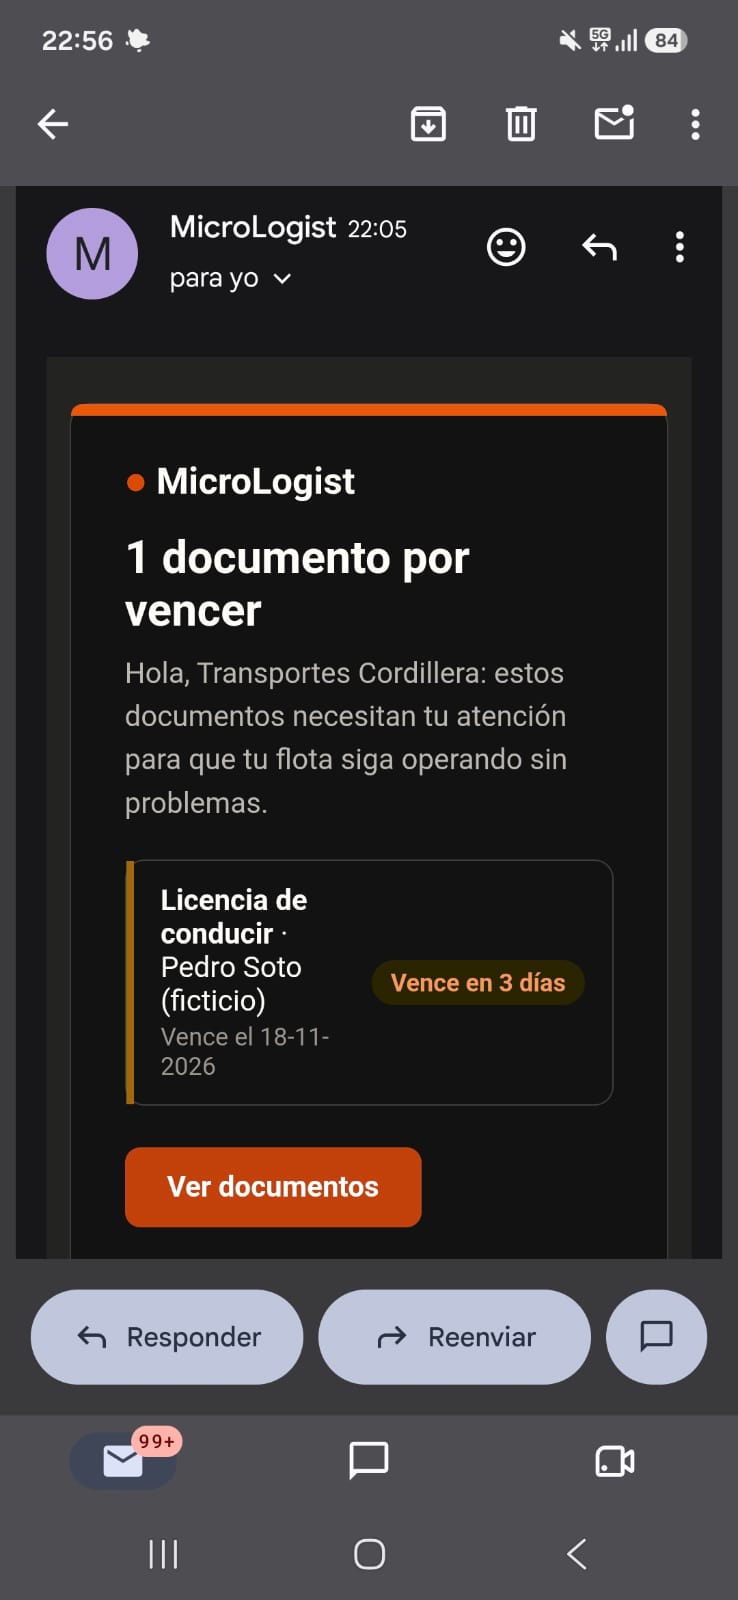 22:56
5G
84
M
MicroLogist 22:05
para yo
MicroLogist
1 documento por
vencer
Hola, Transportes Cordillera: estos
documentos necesitan tu atención
para que tu flota siga operando sin
problemas.
Licencia de
conducir ·
Pedro Soto
(ficticio)
Vence el 18-11-
2026
Vence en 3 días
Ver documentos
Responder
Reenviar
99+